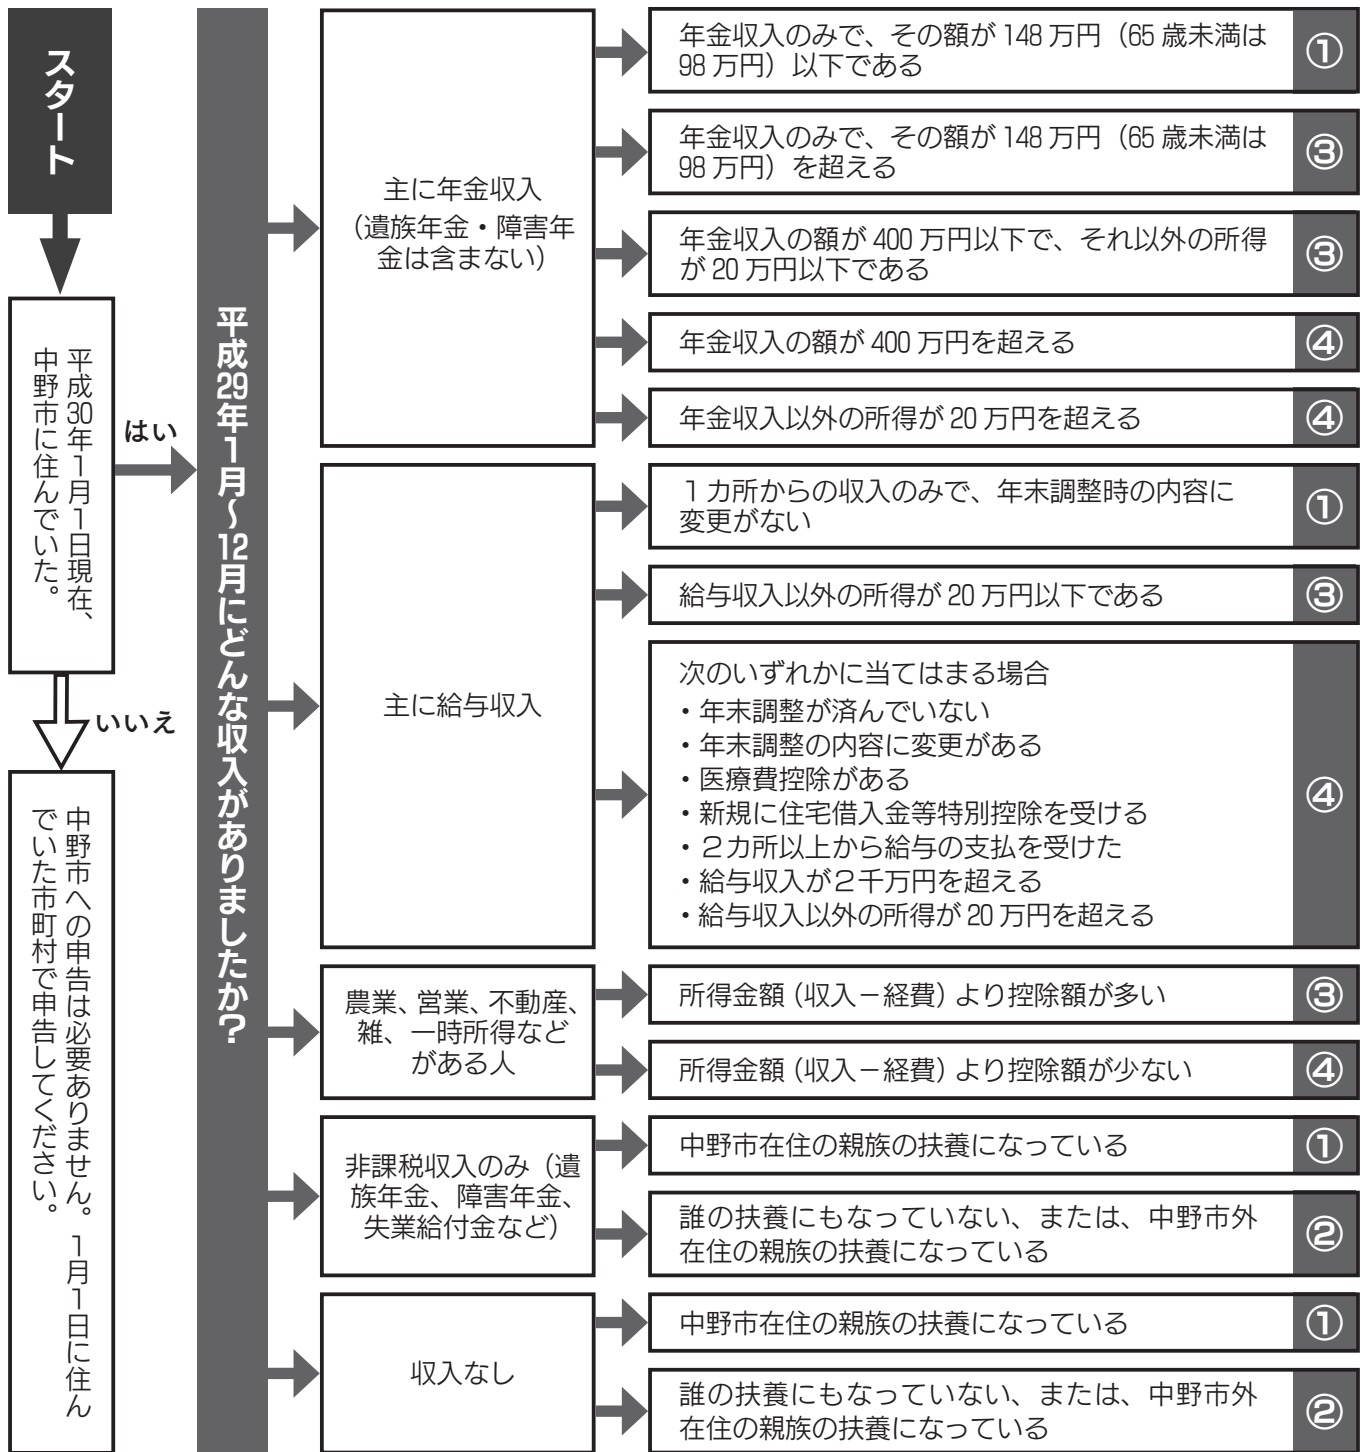 スタート
平成30年1月1日現在、
中野市に住んでいた。
はい
いいえ
中野市への申告は必要ありません。1月1日に住ん
でいた市町村で申告してください。
平成29年1月～12月にどんな収入がありましたか？
主に年金収入
（遺族年金・障害年
金は含まない）
年金収入のみで、その額が148万円（65歳未満は
98万円）以下である
①
年金収入のみで、その額が148万円（65歳未満は
98万円）を超える
③
年金収入の額が400万円以下で、それ以外の所得
が20万円以下である
③
年金収入の額が400万円を超える
④
年金収入以外の所得が20万円を超える
④
主に給与収入
１カ所からの収入のみで、年末調整時の内容に
変更がない
①
給与収入以外の所得が20万円以下である
③
次のいずれかに当てはまる場合
・年末調整が済んでいない
・年末調整の内容に変更がある
・医療費控除がある
・新規に住宅借入金等特別控除を受ける
・２カ所以上から給与の支払を受けた
・給与収入が２千万円を超える
・給与収入以外の所得が20万円を超える
④
農業、営業、不動産、
雑、一時所得など
がある人
所得金額（収入－経費）より控除額が多い
③
所得金額（収入－経費）より控除額が少ない
④
非課税収入のみ（遺
族年金、障害年金、
失業給付金など）
中野市在住の親族の扶養になっている
①
誰の扶養にもなっていない、または、中野市外
在住の親族の扶養になっている
②
収入なし
中野市在住の親族の扶養になっている
①
誰の扶養にもなっていない、または、中野市外
在住の親族の扶養になっている
②